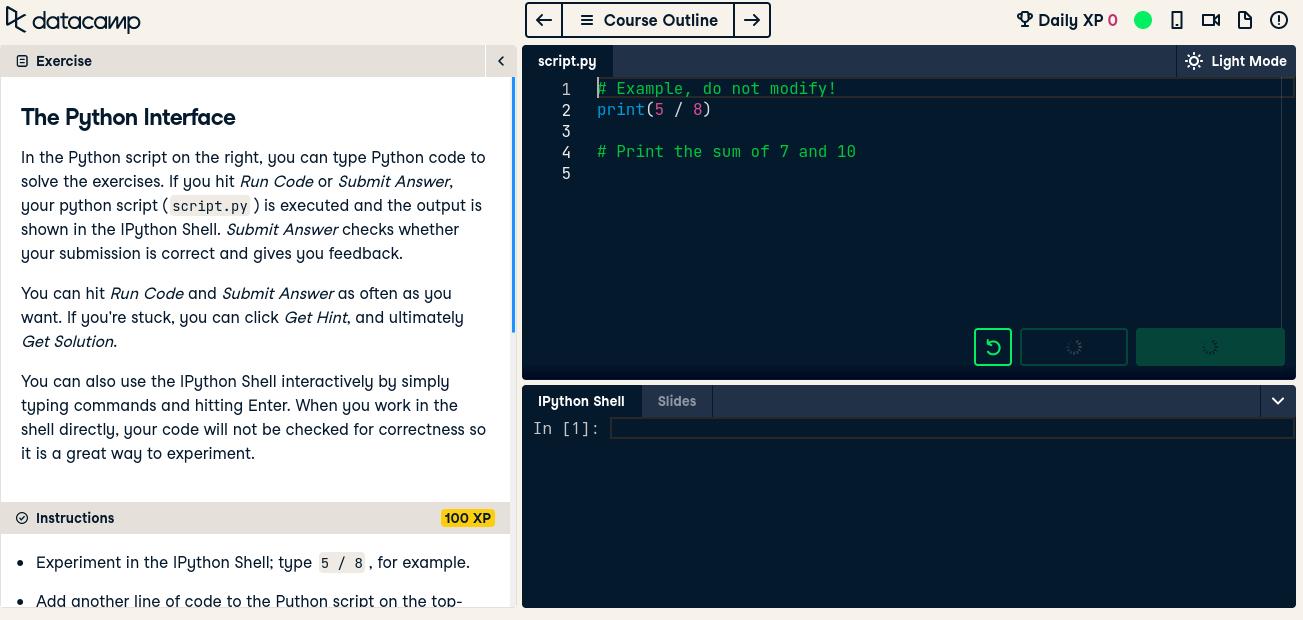 datacamp
Course Outline
Daily XP 0
Exercise
The Python Interface
In the Python script on the right, you can type Python code to
solve the exercises. If you hit Run Code or Submit Answer,
your python script (script.py) is executed and the output is
shown in the IPython Shell. Submit Answer checks whether
your submission is correct and gives you feedback.
You can hit Run Code and Submit Answer as often as you
want. If you're stuck, you can click Get Hint, and ultimately
Get Solution.
You can also use the IPython Shell interactively by simply
typing commands and hitting Enter. When you work in the
shell directly, your code will not be checked for correctness so
it is a great way to experiment.
Instructions
100 XP
Experiment in the IPython Shell; type 5 / 8, for example.
Add another line of code to the Python script on the top-
script.py
Light Mode
1 # Example, do not modify!
2 print(5 / 8)
3
4 # Print the sum of 7 and 10
5
IPython Shell
Slides
In [1]: